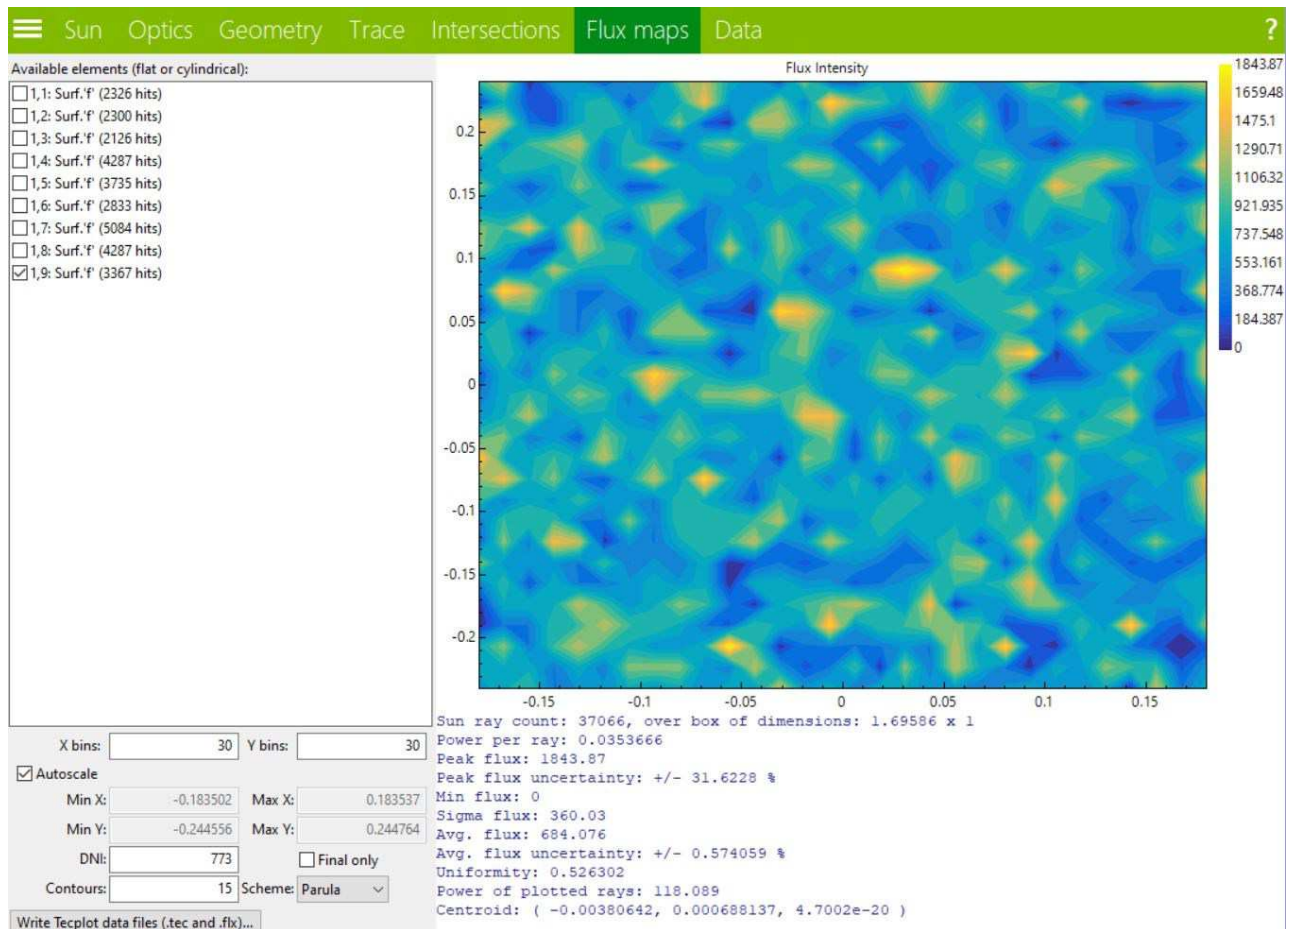 Sun Optics Geometry Trace Intersections Flux maps Data ?
Available elements (flat or cylindrical):
1,1: Surf.'f' (2326 hits)
1,2: Surf.'f' (2300 hits)
1,3: Surf.'f' (2126 hits)
1,4: Surf.'f' (4287 hits)
1,5: Surf.'f' (3735 hits)
1,6: Surf.'f' (2833 hits)
1,7: Surf.'f' (5084 hits)
1,8: Surf.'f' (4287 hits)
1,9: Surf.'f' (3367 hits)
Flux Intensity
0.2
0.15
0.1
0.05
0
-0.05
-0.1
-0.15
-0.2
-0.15 -0.1 -0.05 0 0.05 0.1 0.15
1843.87
1659.48
1475.1
1290.71
1106.32
921.935
737.548
553.161
368.774
184.387
0
X bins: 30 Y bins: 30
Autoscale
Min X: -0.183502 Max X: 0.183537
Min Y: -0.244556 Max Y: 0.244764
DNI: 773 Final only
Contours: 15 Scheme: Parula
Write Tecplot data files (.tec and .flx)...
Sun ray count: 37066, over box of dimensions: 1.69586 x 1
Power per ray: 0.0353666
Peak flux: 1843.87
Peak flux uncertainty: +/- 31.6228 %
Min flux: 0
Sigma flux: 360.03
Avg. flux: 684.076
Avg. flux uncertainty: +/- 0.574059 %
Uniformity: 0.526302
Power of plotted rays: 118.089
Centroid: ( -0.00380642, 0.000688137, 4.7002e-20 )